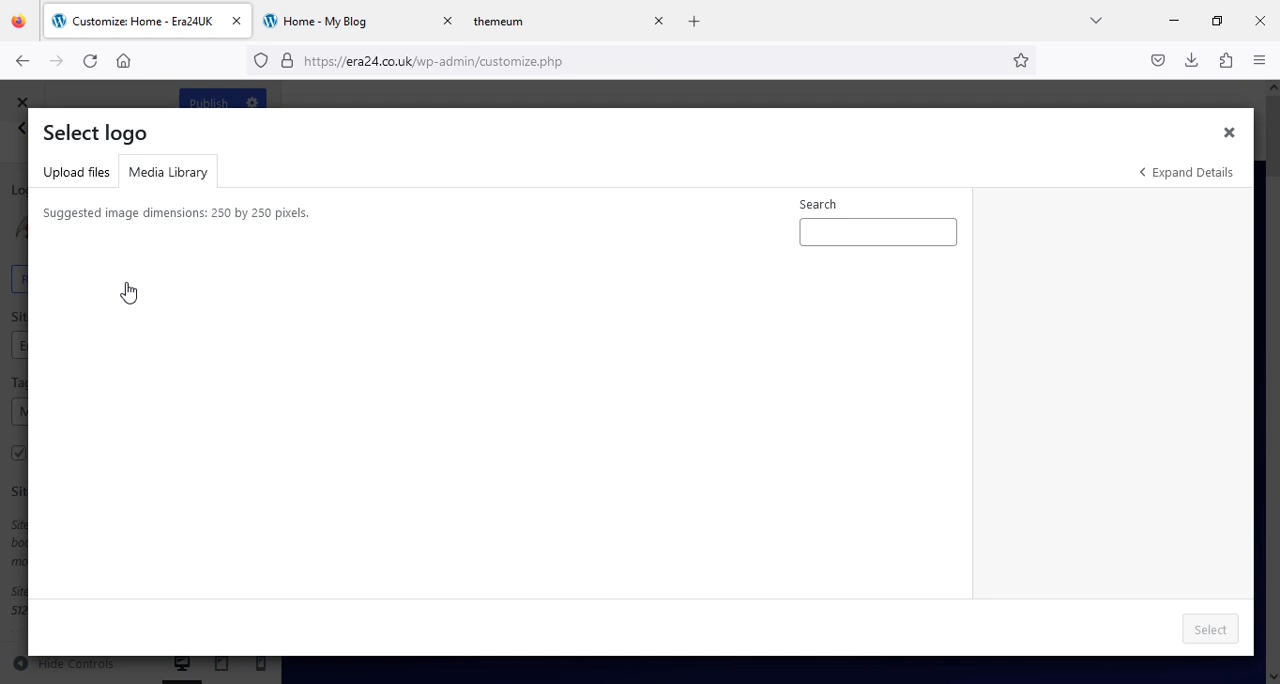 Customize: Home - Era24UK
Home - My Blog
themeum
https://era24.co.uk/wp-admin/customize.php
Publish
Select logo
Upload files
Media Library
Expand Details
Suggested image dimensions: 250 by 250 pixels.
Search
Select
Hide Controls